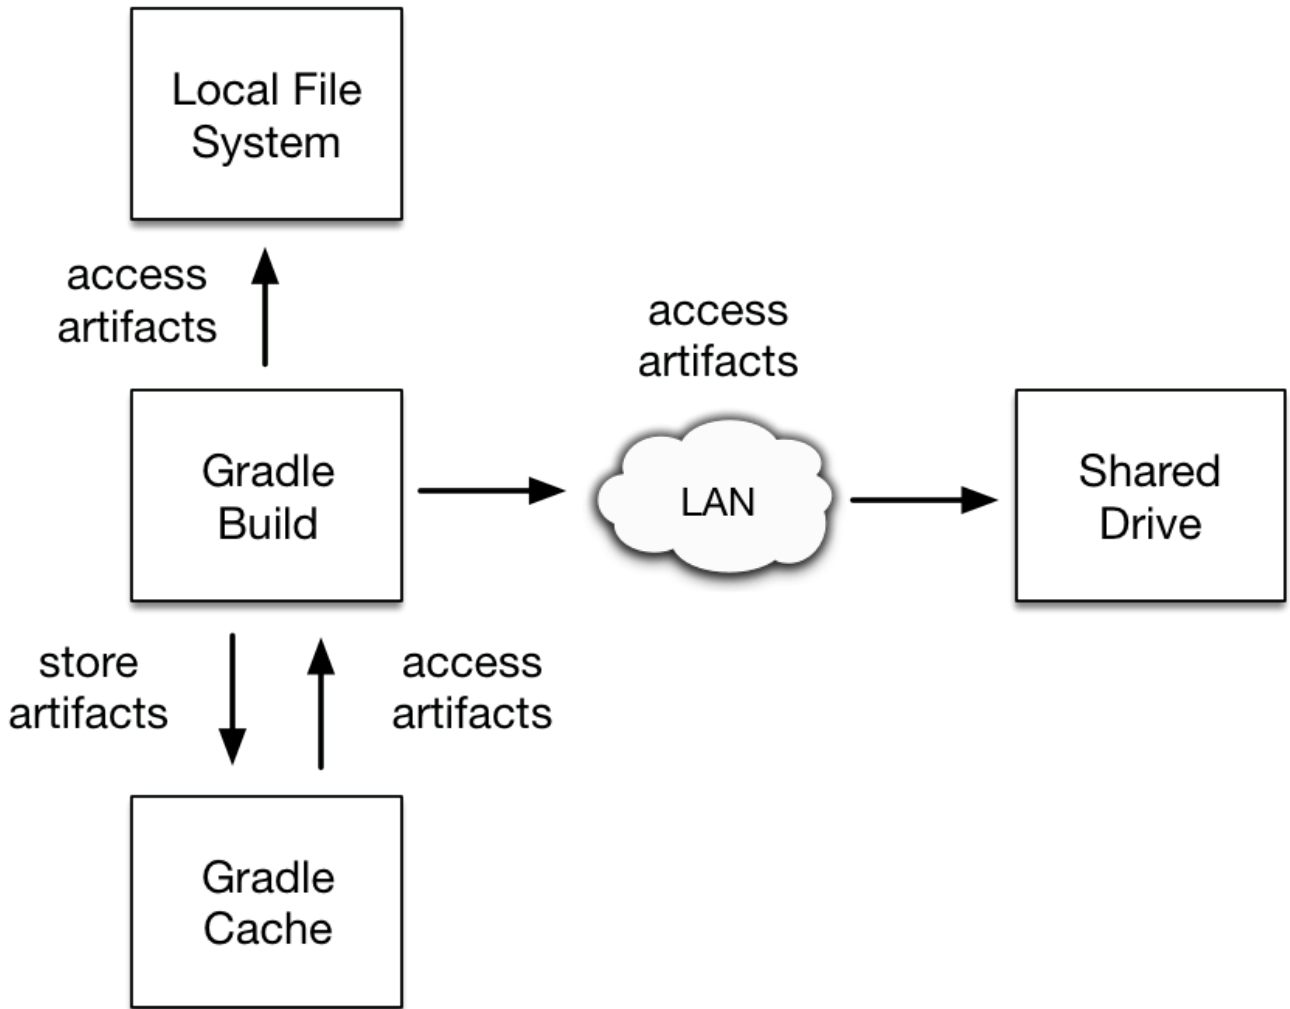 Local File
System
access
artifacts
access
artifacts
Gradle
Build
LAN
Shared
Drive
store
artifacts
access
artifacts
Gradle
Cache